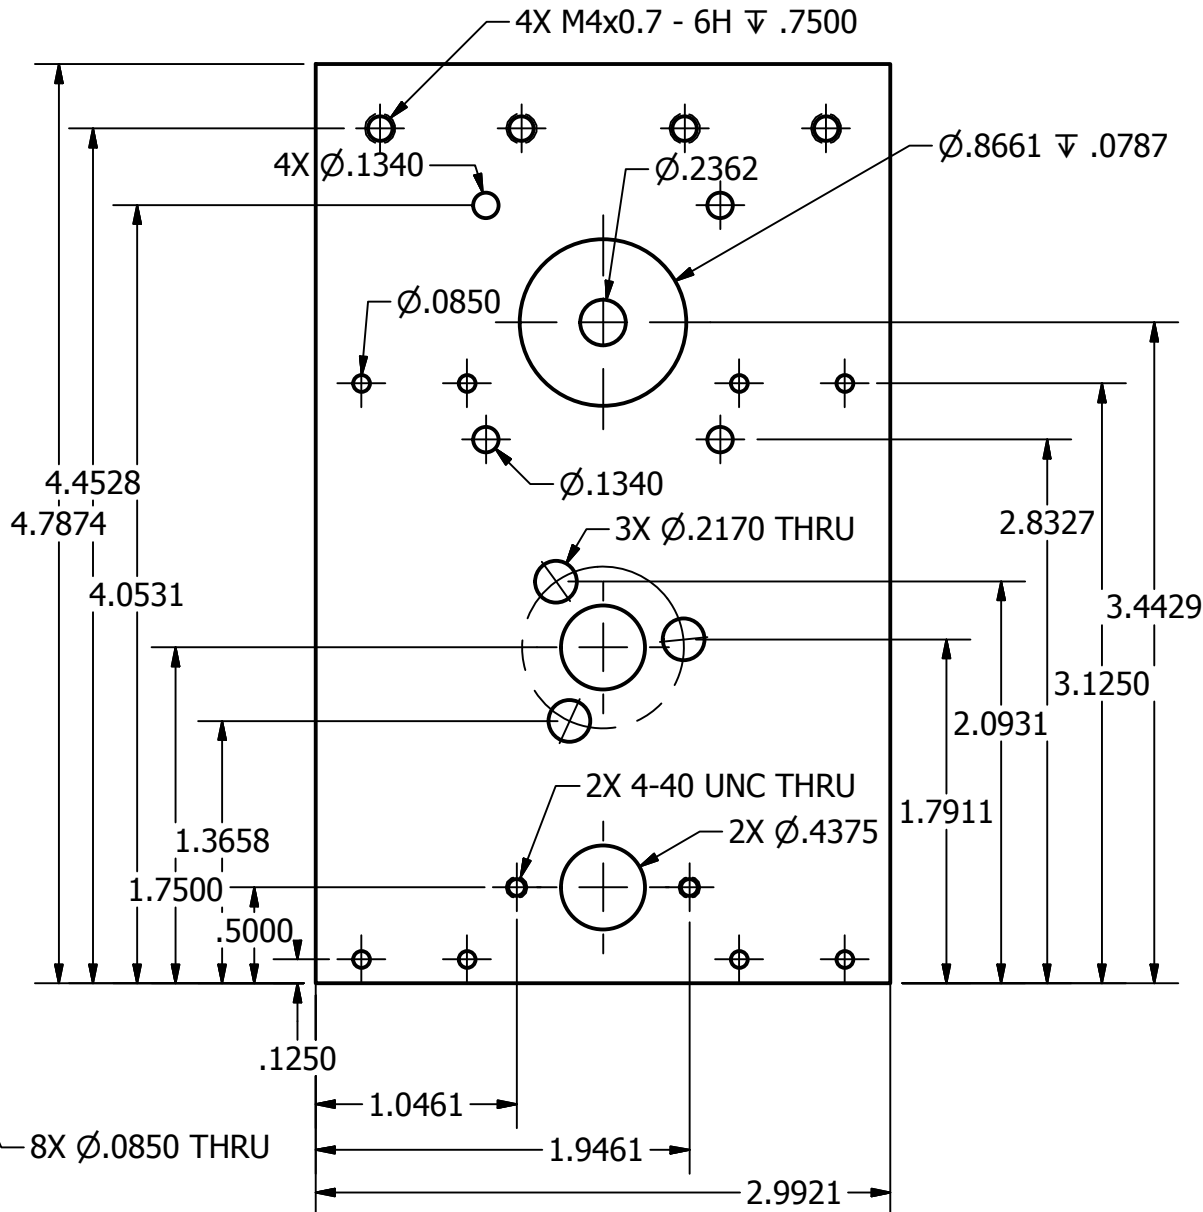 4X M4x0.7 - 6H ↧ .7500
Ø.8661 ↧ .0787
4X Ø.1340
Ø.2362
Ø.0850
4.4528
4.7874
Ø.1340
2.8327
3X Ø.2170 THRU
4.0531
3.4429
3.1250
2.0931
2X 4-40 UNC THRU
1.7911
2X Ø.4375
1.3658
1.7500
.5000
.1250
1.0461
8X Ø.0850 THRU
1.9461
2.9921